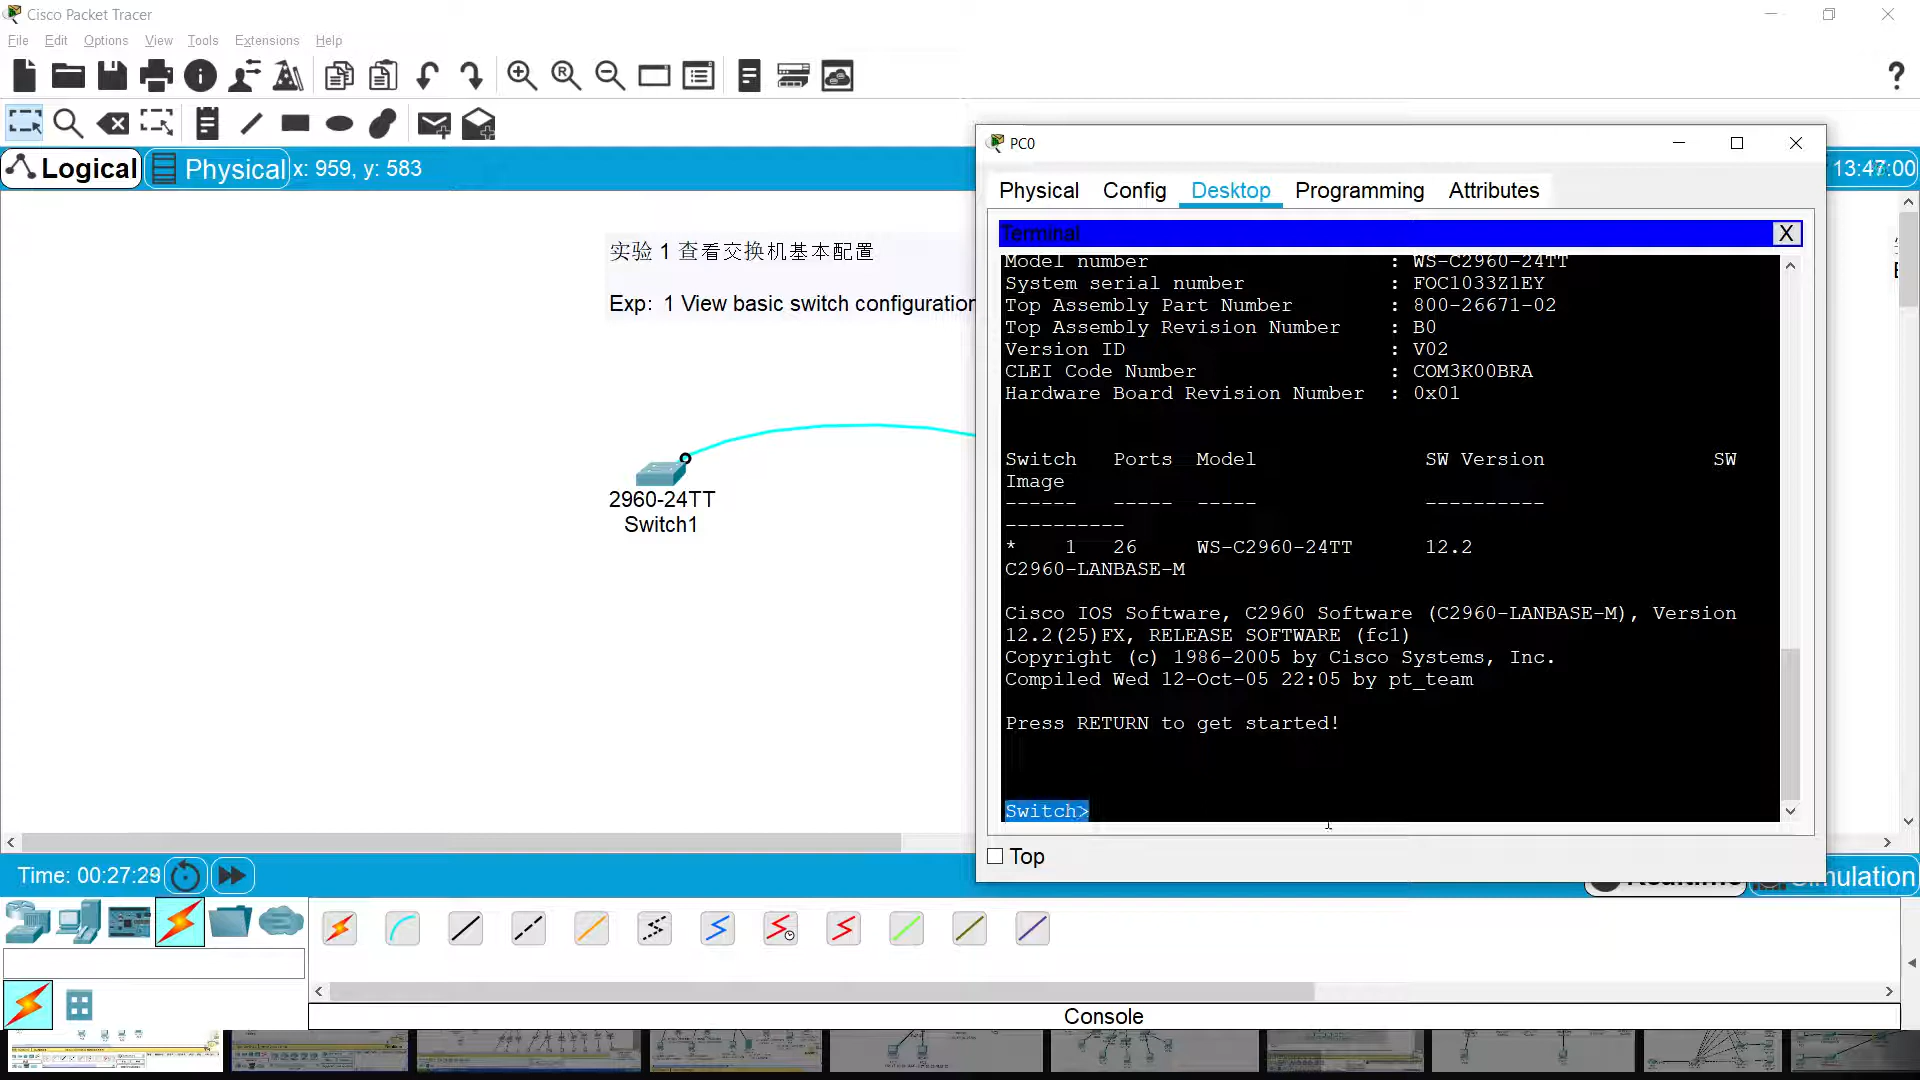 Cisco Packet Tracer
File Edit Options View Tools Extensions Help
Logical Physical x: 959, y: 583
13:47:00
实验 1 查看交换机基本配置
Exp: 1 View basic switch configuration
2960-24TT
Switch1
PC0
Physical Config Desktop Programming Attributes
Terminal X
Model number : WS-C2960-24TT
System serial number : FOC1033Z1EY
Top Assembly Part Number : 800-26671-02
Top Assembly Revision Number : B0
Version ID : V02
CLEI Code Number : COM3K00BRA
Hardware Board Revision Number : 0x01
Switch Ports Model SW Version SW
Image
------ ----- ----- ----------
----------
* 1 26 WS-C2960-24TT 12.2
C2960-LANBASE-M
Cisco IOS Software, C2960 Software (C2960-LANBASE-M), Version
12.2(25)FX, RELEASE SOFTWARE (fc1)
Copyright (c) 1986-2005 by Cisco Systems, Inc.
Compiled Wed 12-Oct-05 22:05 by pt_team
Press RETURN to get started!
Switch>
Top
Time: 00:27:29
Realtime Simulation
Console